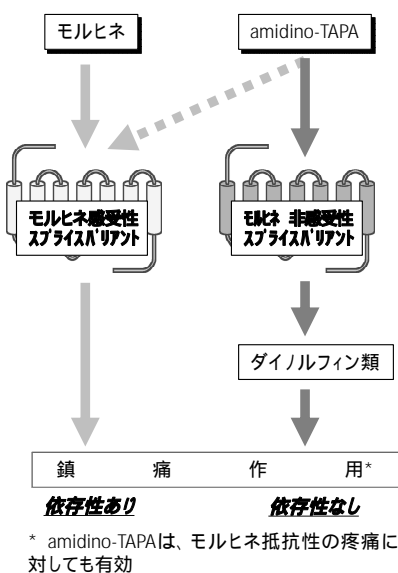 モルヒネ
amidino-TAPA
モルヒネ感受性
スプライスバリアント
モルヒネ 非感受性
スプライスバリアント
ダイノルフィン類
鎮痛作用*
依存性あり
依存性なし
* amidino-TAPAは、モルヒネ抵抗性の疼痛に
対しても有効